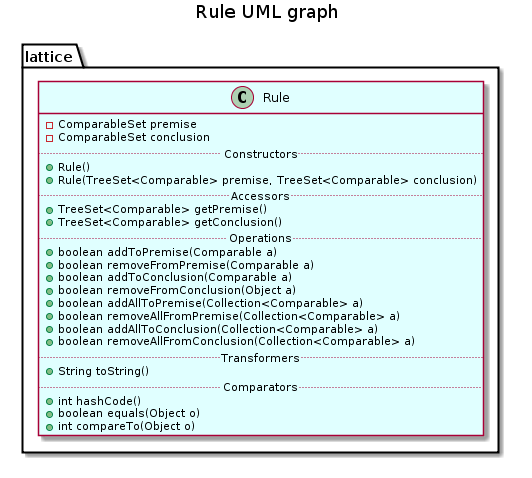 Rule UML graph
lattice
C Rule
ComparableSet premise
ComparableSet conclusion
Constructors
Rule()
Rule(TreeSet<Comparable> premise, TreeSet<Comparable> conclusion)
Accessors
TreeSet<Comparable> getPremise()
TreeSet<Comparable> getConclusion()
Operations
boolean addToPremise(Comparable a)
boolean removeFromPremise(Comparable a)
boolean addToConclusion(Comparable a)
boolean removeFromConclusion(Object a)
boolean addAllToPremise(Collection<Comparable> a)
boolean removeAllFromPremise(Collection<Comparable> a)
boolean addAllToConclusion(Collection<Comparable> a)
boolean removeAllFromConclusion(Collection<Comparable> a)
Transformers
String toString()
Comparators
int hashCode()
boolean equals(Object o)
int compareTo(Object o)